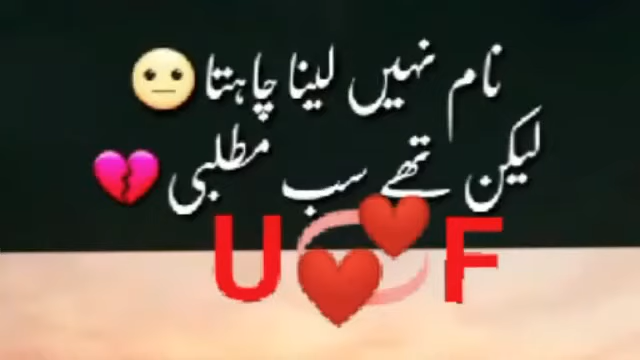 نام نہیں لینا چاہتا😐
لیکن تھے سب مطلبی💔
U💞F